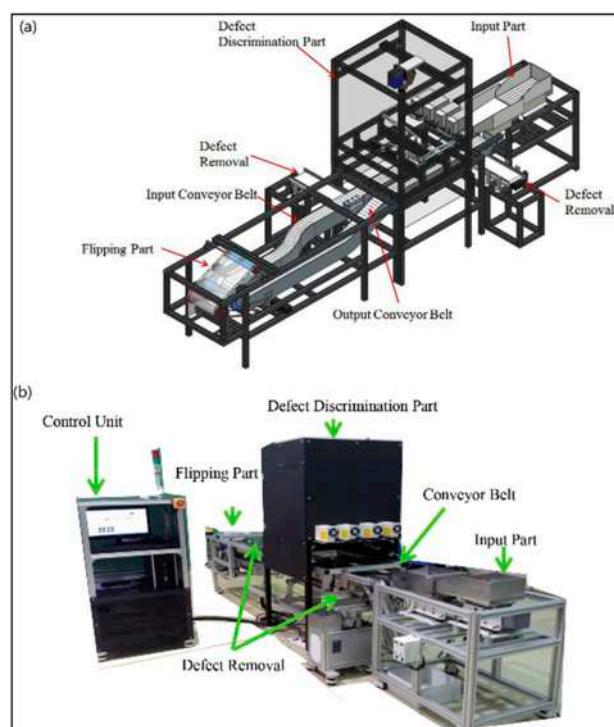 (a)
Defect
Discrimination Part
Input Part
Defect
Removal
Input Conveyor Belt
Flipping Part
Defect
Removal
Output Conveyor Belt
(b)
Defect Discrimination Part
Control Unit
Flipping Part
Conveyor Belt
Input Part
Defect Removal